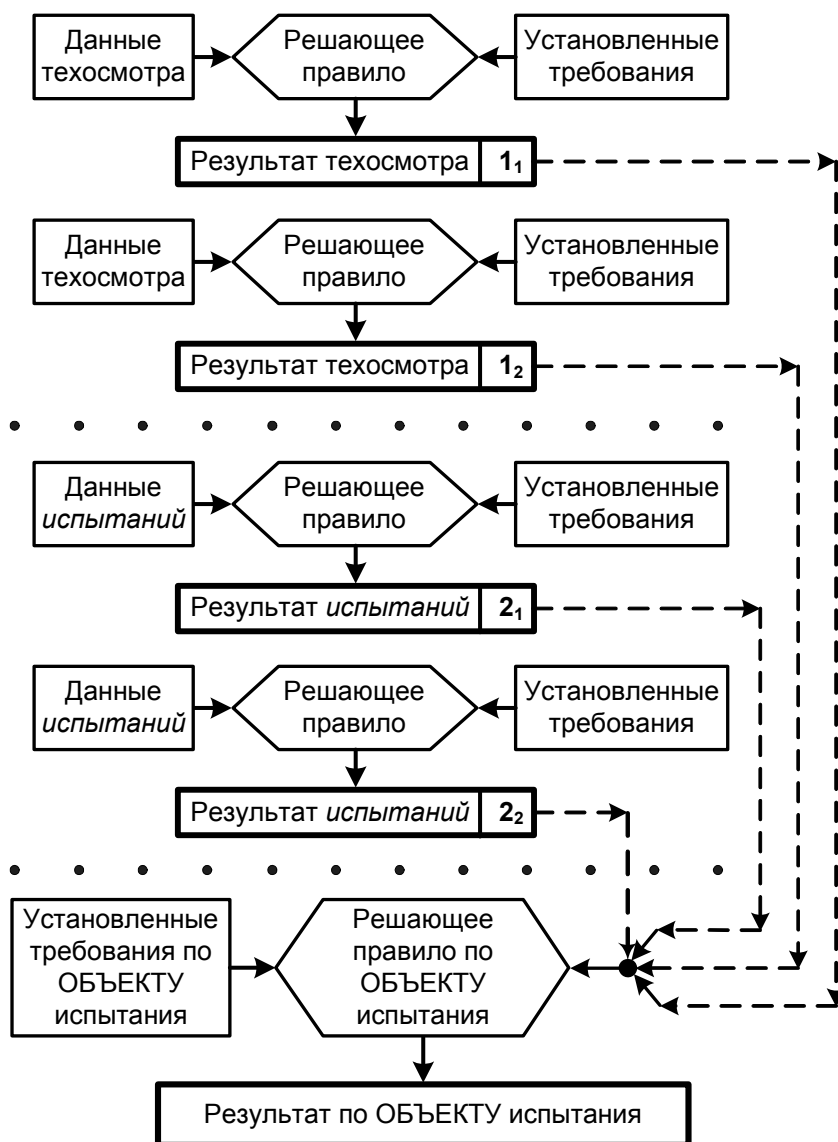 Данные
техосмотра
Решающее
правило
Установленные
требования
Результат техосмотра
1₁
Данные
техосмотра
Решающее
правило
Установленные
требования
Результат техосмотра
1₂
Данные
испытаний
Решающее
правило
Установленные
требования
Результат испытаний
2₁
Данные
испытаний
Решающее
правило
Установленные
требования
Результат испытаний
2₂
Установленные
требования по
ОБЪЕКТУ
испытания
Решающее
правило по
ОБЪЕКТУ
испытания
Результат по ОБЪЕКТУ испытания